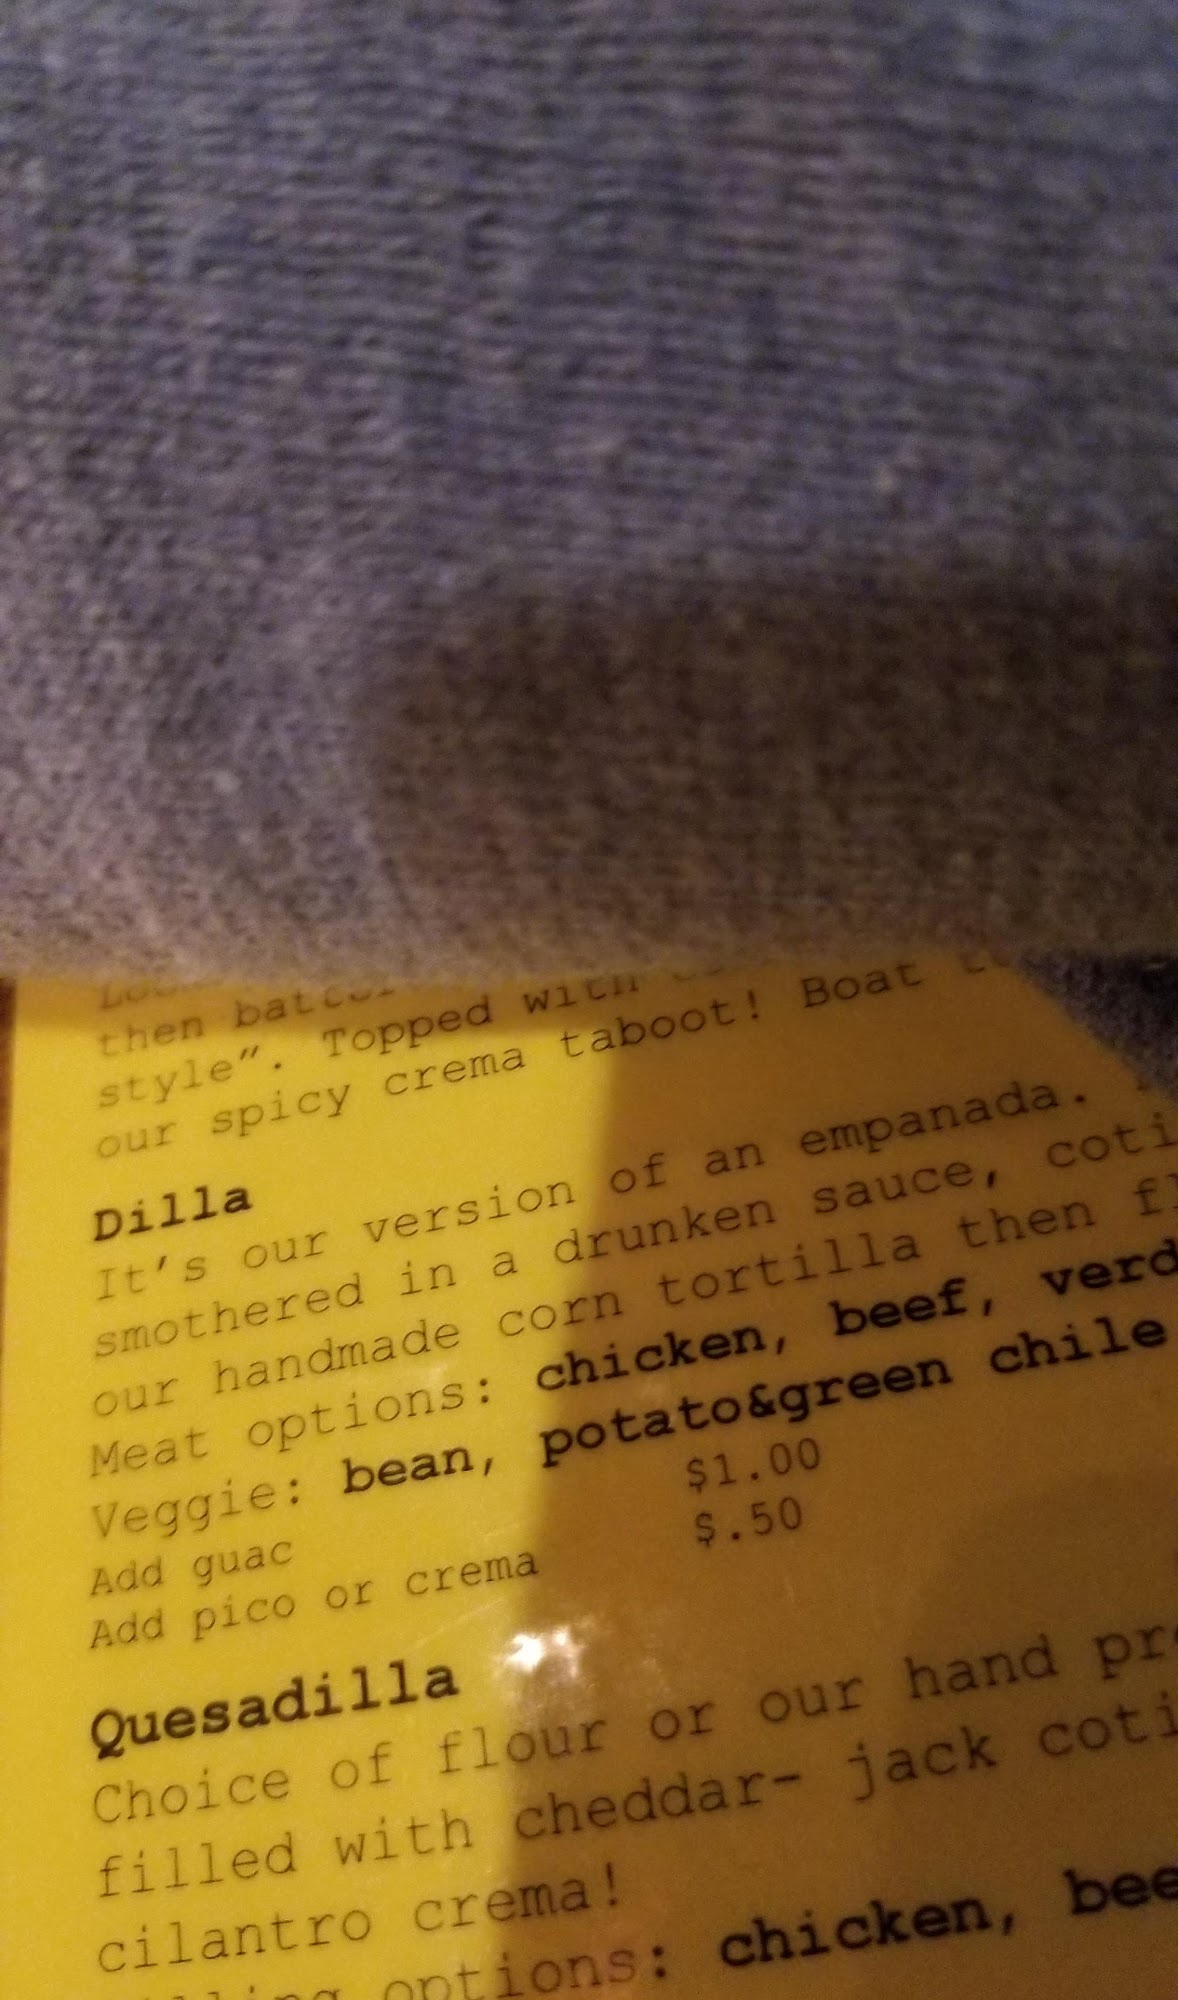 then
style”. Topped with
our spicy crema taboot! Boat
Dilla
It's our version of an empanada.
smothered in a drunken sauce,
our handmade corn tortilla then
Meat options: chicken, beef,
Veggie: bean, potato&green chile
Add guac $1.00
Add pico or crema $.50
Quesadilla
Choice of flour or our hand
filled with cheddar- jack
cilantro crema!
options: chicken,